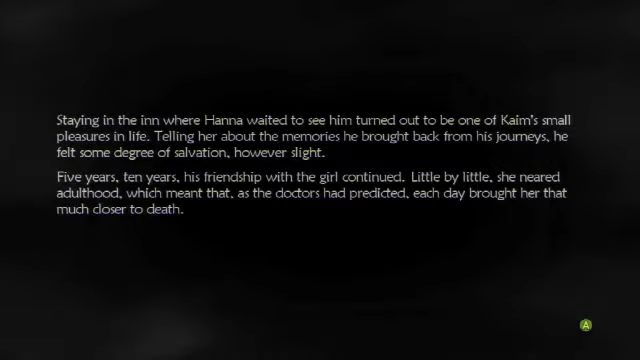 Staying in the inn where Hanna waited to see him turned out to be one of Kaim's small
pleasures in life. Telling her about the memories he brought back from his journeys, he
felt some degree of salvation, however slight.
Five years, ten years, his friendship with the girl continued. Little by little, she neared
adulthood, which meant that, as the doctors had predicted, each day brought her that
much closer to death.
A